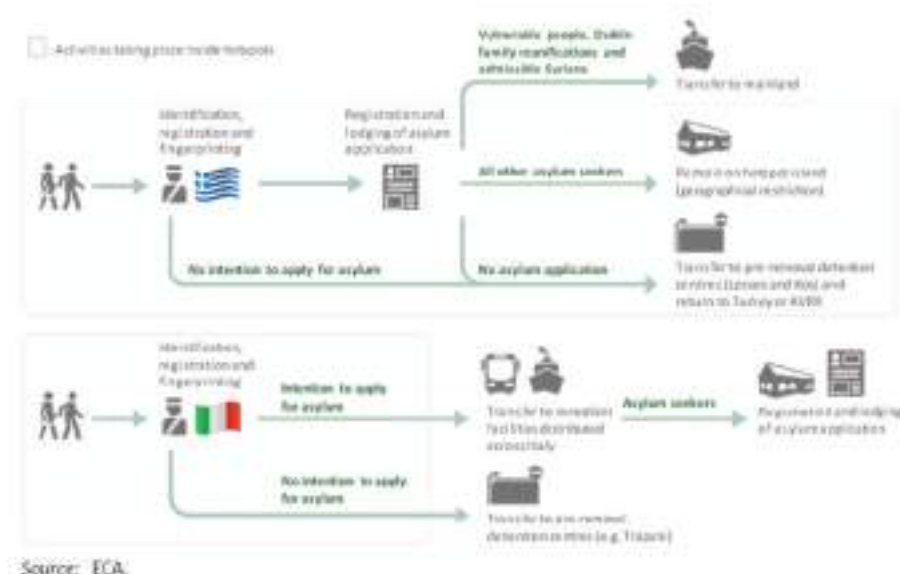 Activities taking place inside hotspots
Vulnerable people, Dublin
family reunifications and
admissible Syrians
Transfer to mainland
Identification,
registration and
fingerprinting
Registration and
lodging of asylum
application
All other asylum seekers
Remain on hotspot island
(geographical restriction)
No intention to apply for asylum
No asylum application
Transfer to pre-removal detention
centres (Lesvos and Kos) and
return to Turkey or AVRR
Identification,
registration and
fingerprinting
Intention to apply
for asylum
Transfer to reception
facilities distributed
across Italy
Asylum seekers
Registration and lodging
of asylum application
No intention to apply
for asylum
Transfer to pre-removal
detention centres (e.g. Trapani)
Source: ECA.